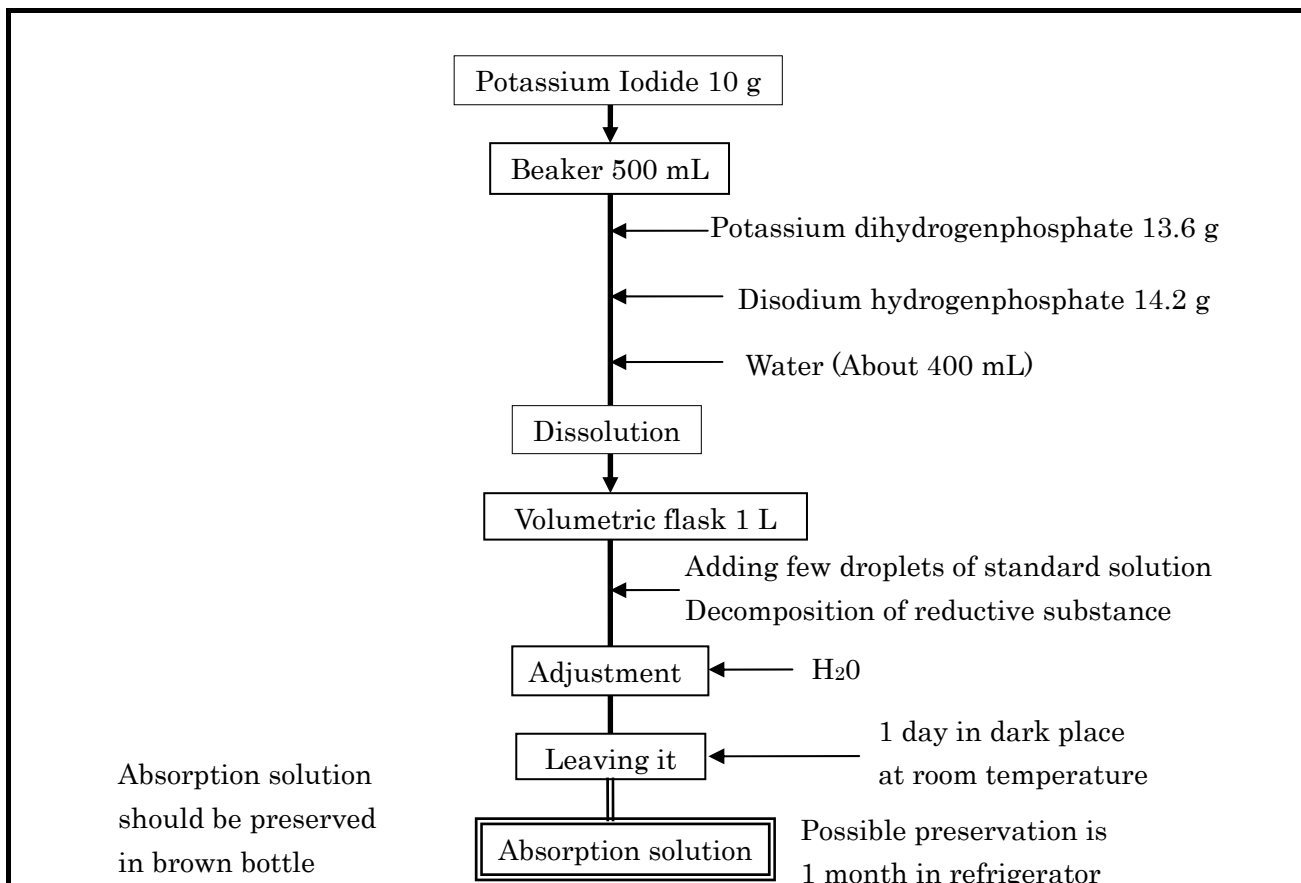 Potassium Iodide 10 g
Beaker 500 mL
Potassium dihydrogenphosphate 13.6 g
Disodium hydrogenphosphate 14.2 g
Water (About 400 mL)
Dissolution
Volumetric flask 1 L
Adding few droplets of standard solution
Decomposition of reductive substance
Adjustment
H20
Leaving it
1 day in dark place
at room temperature
Absorption solution
should be preserved
in brown bottle
Absorption solution
Possible preservation is
1 month in refrigerator